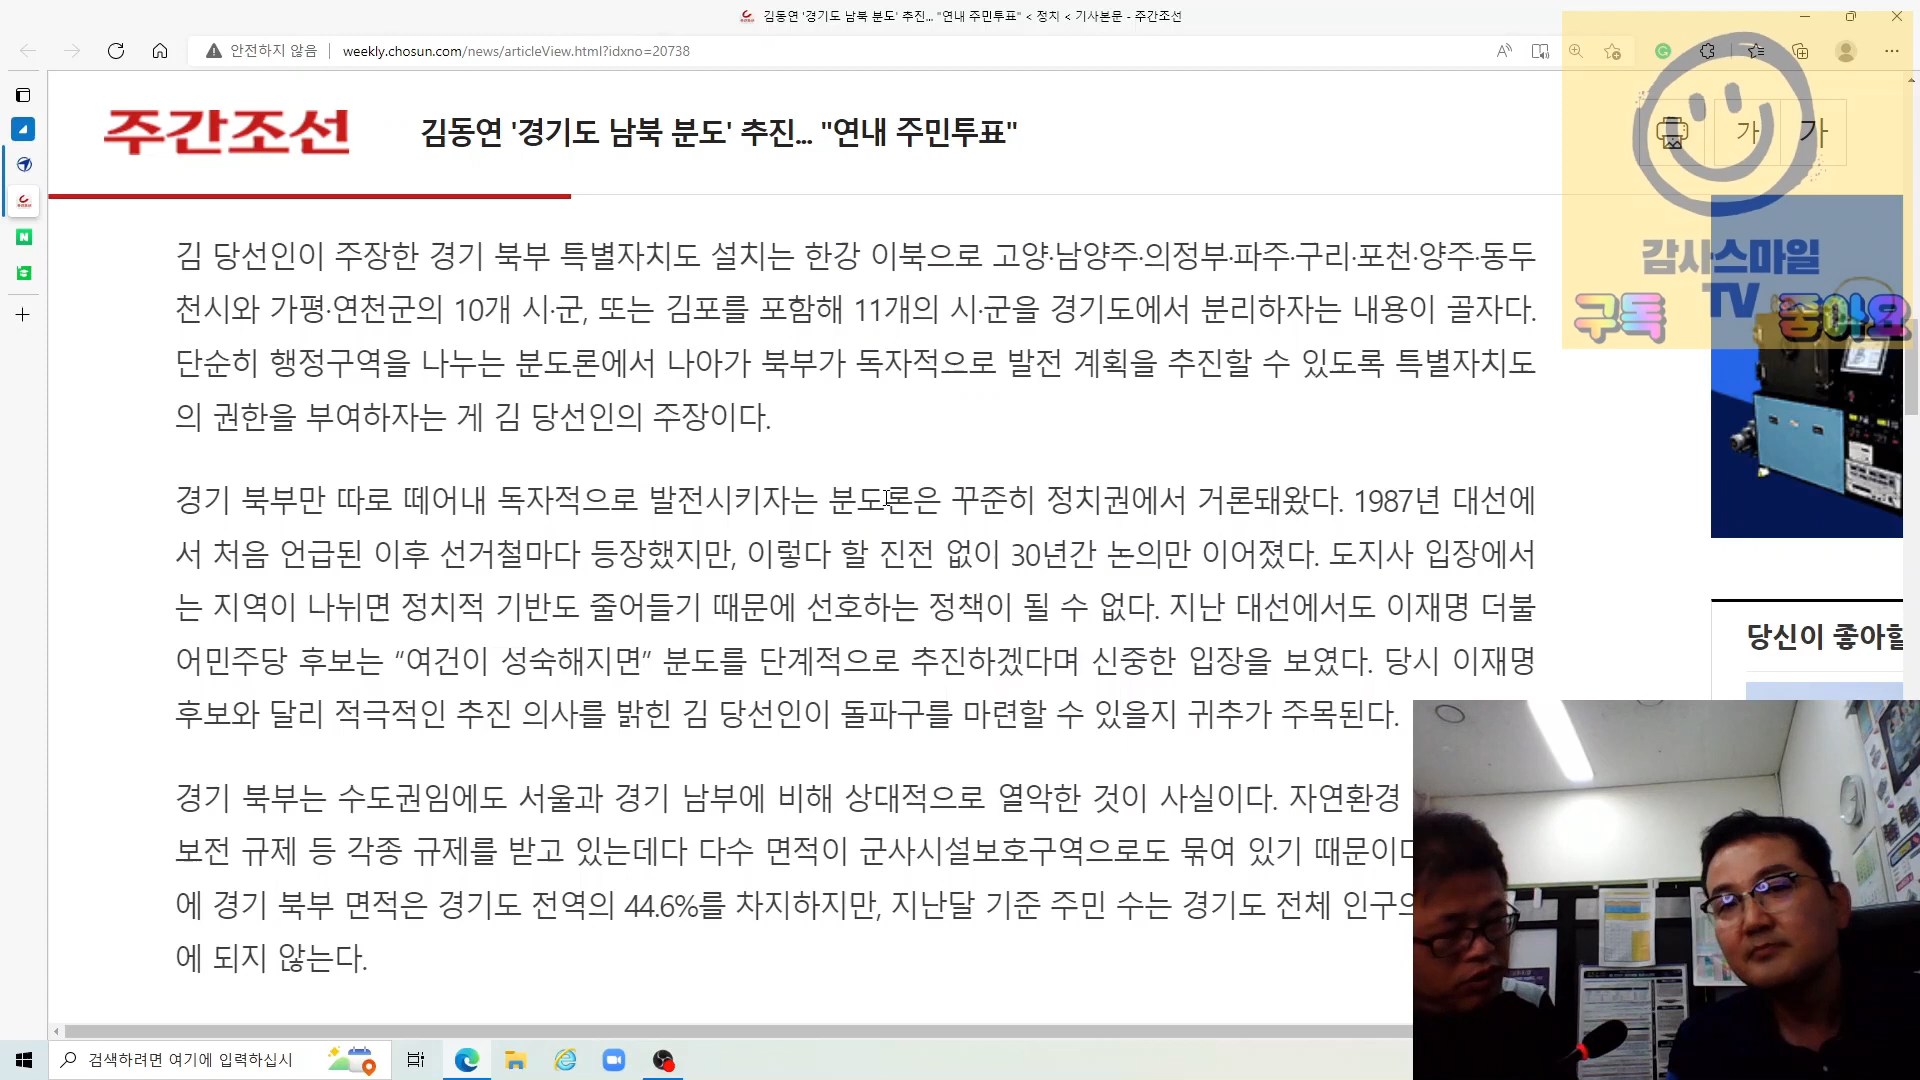 김동연 '경기도 남북 분도' 추진... "연내 주민투표" < 정치 < 기사본문 - 주간조선
안전하지 않음 weekly.chosun.com/news/articleView.html?idxno=20738
주간조선 김동연 '경기도 남북 분도' 추진... "연내 주민투표" 가 가
감사스마일
TV
구독 좋아요
김 당선인이 주장한 경기 북부 특별자치도 설치는 한강 이북으로 고양·남양주·의정부·파주·구리·포천·양주·동두
천시와 가평·연천군의 10개 시·군, 또는 김포를 포함해 11개의 시·군을 경기도에서 분리하자는 내용이 골자다.
단순히 행정구역을 나누는 분도론에서 나아가 북부가 독자적으로 발전 계획을 추진할 수 있도록 특별자치도
의 권한을 부여하자는 게 김 당선인의 주장이다.
경기 북부만 따로 떼어내 독자적으로 발전시키자는 분도론은 꾸준히 정치권에서 거론돼왔다. 1987년 대선에
서 처음 언급된 이후 선거철마다 등장했지만, 이렇다 할 진전 없이 30년간 논의만 이어졌다. 도지사 입장에서
는 지역이 나뉘면 정치적 기반도 줄어들기 때문에 선호하는 정책이 될 수 없다. 지난 대선에서도 이재명 더불
어민주당 후보는 “여건이 성숙해지면” 분도를 단계적으로 추진하겠다며 신중한 입장을 보였다. 당시 이재명
후보와 달리 적극적인 추진 의사를 밝힌 김 당선인이 돌파구를 마련할 수 있을지 귀추가 주목된다.
경기 북부는 수도권임에도 서울과 경기 남부에 비해 상대적으로 열악한 것이 사실이다. 자연환경
보전 규제 등 각종 규제를 받고 있는데다 다수 면적이 군사시설보호구역으로도 묶여 있기 때문이다
에 경기 북부 면적은 경기도 전역의 44.6%를 차지하지만, 지난달 기준 주민 수는 경기도 전체 인구의
에 되지 않는다.
당신이 좋아할
검색하려면 여기에 입력하십시